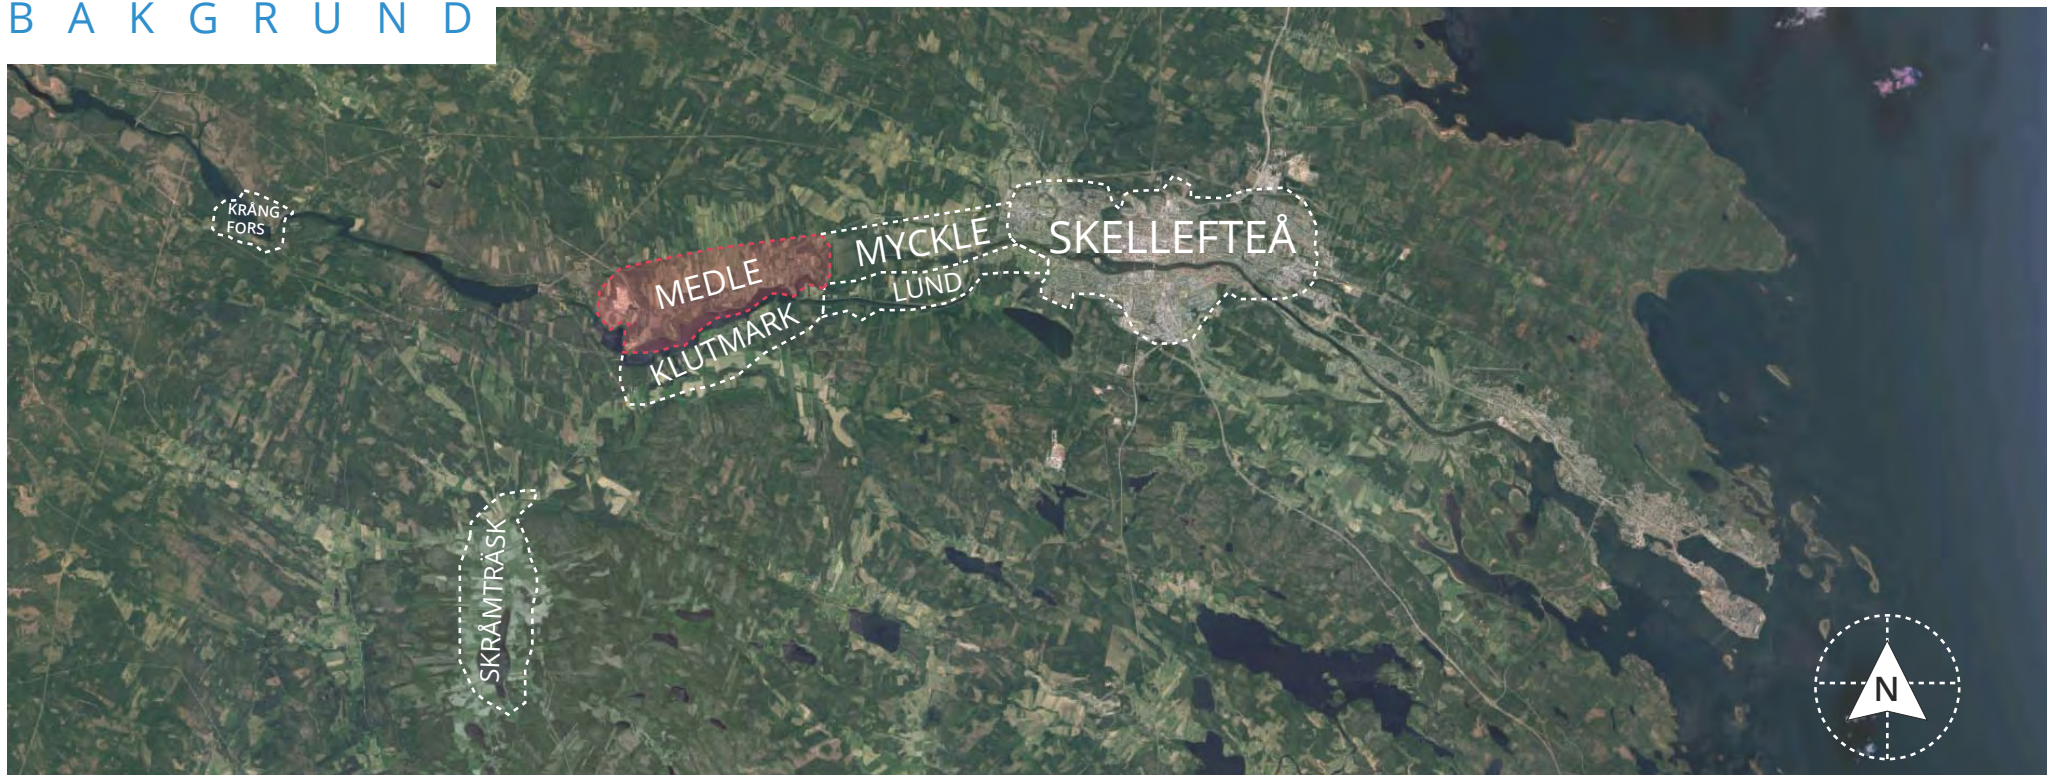 BAKGRUND
KRÅNG
FORS
MEDLE
MYCKLE
SKELLEFTEÅ
LUND
KLUTMARK
SKRÅMTRÄSK
N